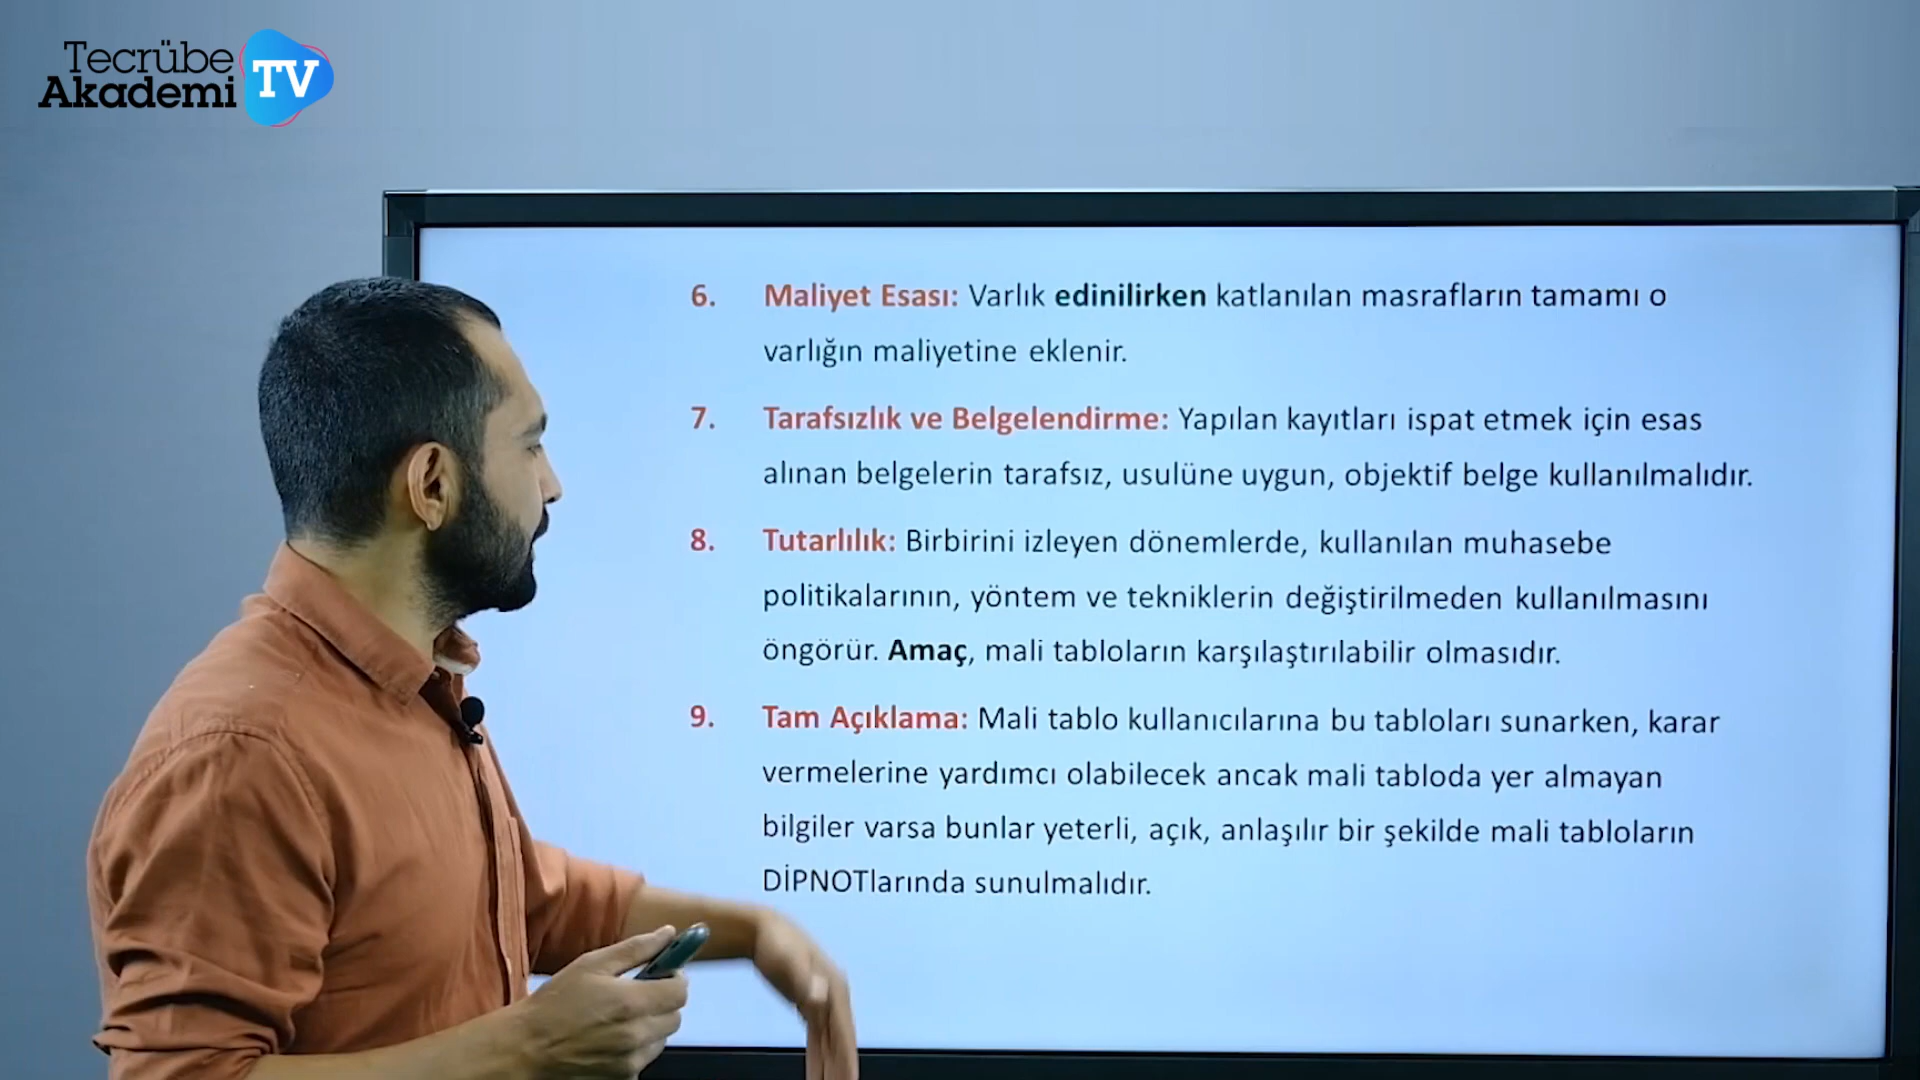 Tecrübe
Akademi TV
6. Maliyet Esası: Varlık edinilirken katlanılan masrafların tamamı o
varlığın maliyetine eklenir.
7. Tarafsızlık ve Belgelendirme: Yapılan kayıtları ispat etmek için esas
alınan belgelerin tarafsız, usulüne uygun, objektif belge kullanılmalıdır.
8. Tutarlılık: Birbirini izleyen dönemlerde, kullanılan muhasebe
politikalarının, yöntem ve tekniklerin değiştirilmeden kullanılmasını
öngörür. Amaç, mali tabloların karşılaştırılabilir olmasıdır.
9. Tam Açıklama: Mali tablo kullanıcılarına bu tabloları sunarken, karar
vermelerine yardımcı olabilecek ancak mali tabloda yer almayan
bilgiler varsa bunlar yeterli, açık, anlaşılır bir şekilde mali tabloların
DİPNOTlarında sunulmalıdır.